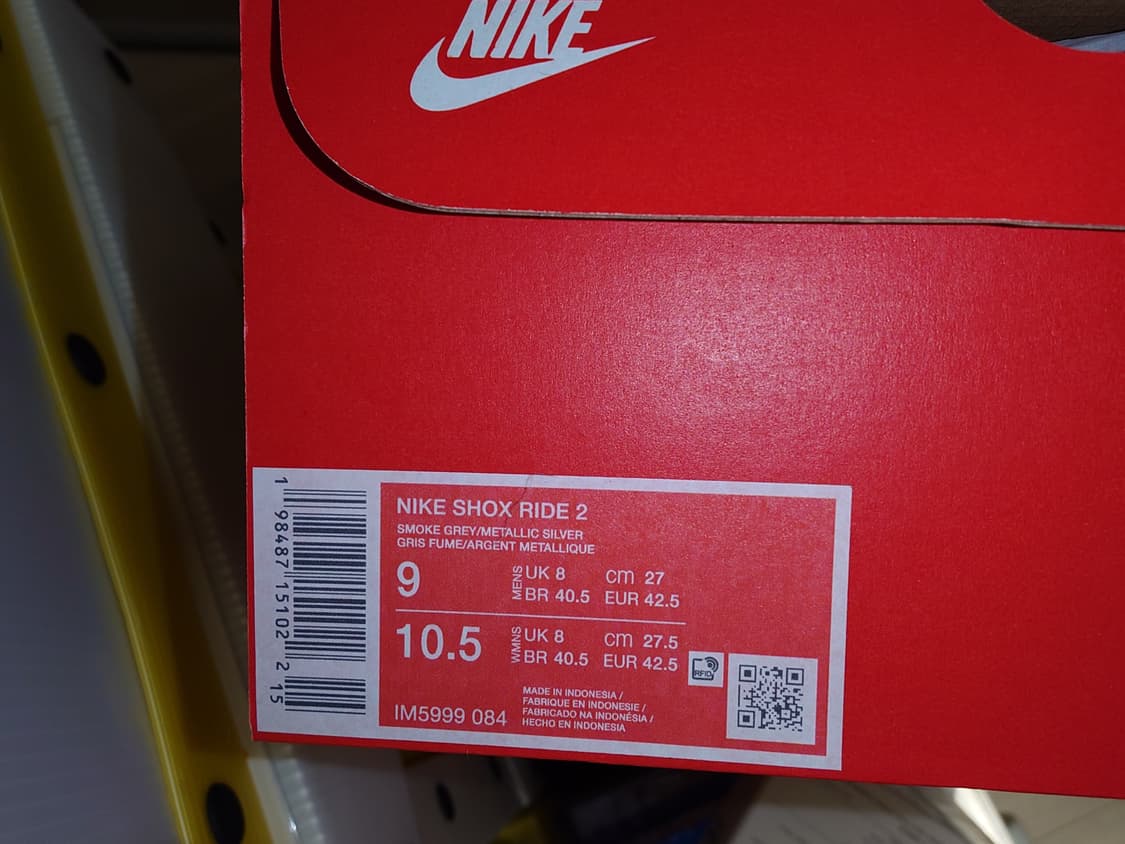 NIKE
NIKE SHOX RIDE 2
SMOKE GREY/METALLIC SILVER
GRIS FUME/ARGENT METALLIQUE
9
MENS
UK 8 cm 27
BR 40.5 EUR 42.5
10.5
WMNS
UK 8 cm 27.5
BR 40.5 EUR 42.5
RFID
MADE IN INDONESIA /
FABRIQUE EN INDONESIE /
FABRICADO NA INDONÉSIA /
HECHO EN INDONESIA
IM5999 084
1 98487 15102 2 15